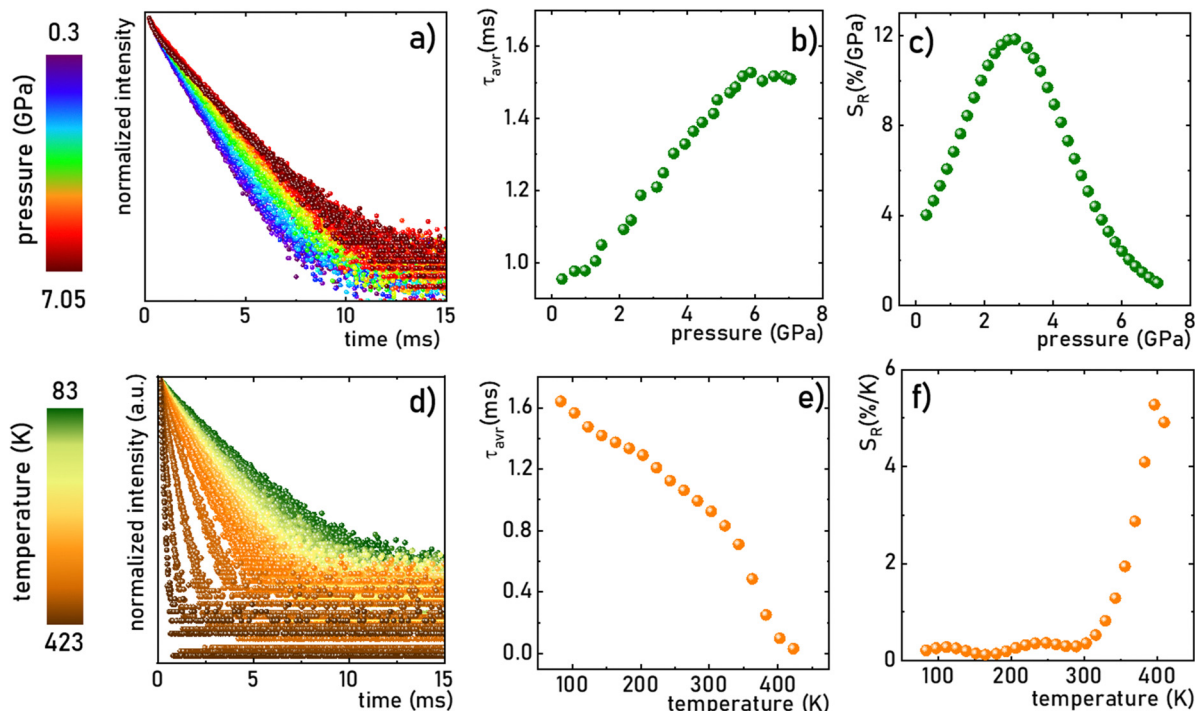 0.3
pressure (GPa)
7.05
normalized intensity
a)
0 5 10 15
time (ms)
τavr(ms)
b)
1.6
1.4
1.2
1.0
0 2 4 6 8
pressure (GPa)
SR(%/GPa)
c)
12
8
4
0
0 2 4 6 8
pressure (GPa)
83
temperature (K)
423
normalized intensity (a.u.)
d)
0 5 10 15
time (ms)
τavr(ms)
e)
1.6
1.2
0.8
0.4
0.0
100 200 300 400
temperature (K)
SR(%/K)
f)
6
4
2
0
100 200 300 400
temperature (K)